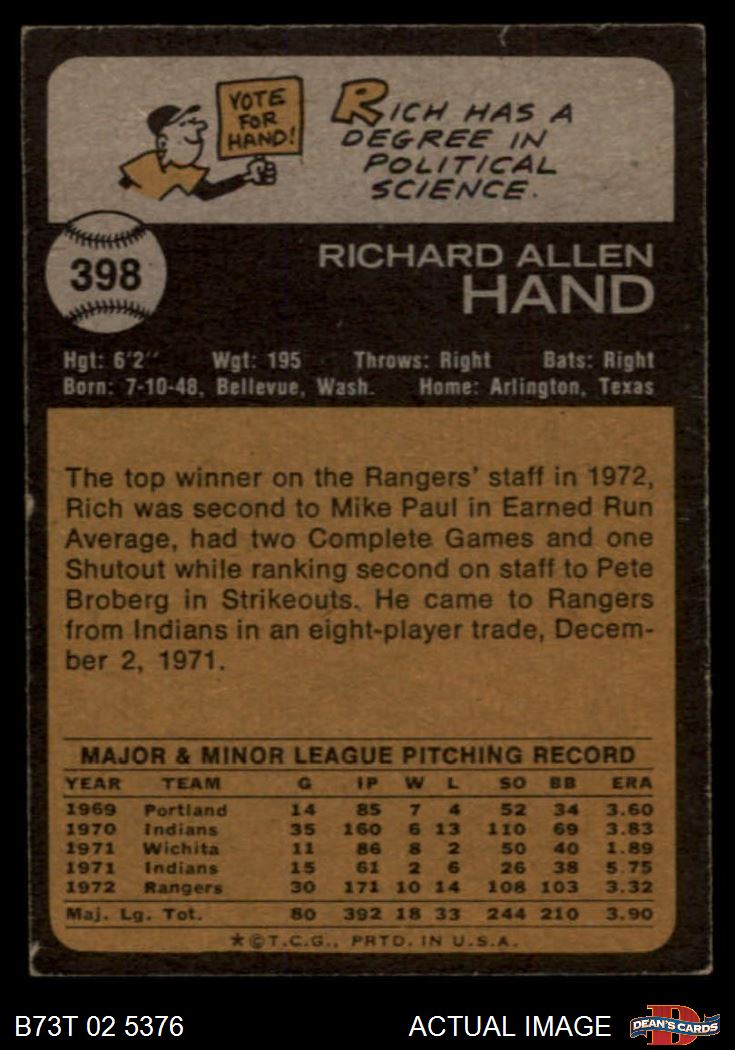 VOTE
FOR
HAND!
RICH HAS A
DEGREE IN
POLITICAL
SCIENCE.
398
RICHARD ALLEN
HAND
Hgt: 6'2" Wgt: 195 Throws: Right Bats: Right
Born: 7-10-48, Bellevue, Wash. Home: Arlington, Texas
The top winner on the Rangers' staff in 1972,
Rich was second to Mike Paul in Earned Run
Average, had two Complete Games and one
Shutout while ranking second on staff to Pete
Broberg in Strikeouts. He came to Rangers
from Indians in an eight-player trade, Decem-
ber 2, 1971.
MAJOR & MINOR LEAGUE PITCHING RECORD
YEAR TEAM G IP W L SO BB ERA
1969 Portland 14 85 7 4 52 34 3.60
1970 Indians 35 160 6 13 110 69 3.83
1971 Wichita 11 86 8 2 50 40 1.89
1971 Indians 15 61 2 6 26 38 5.75
1972 Rangers 30 171 10 14 108 103 3.32
Maj. Lg. Tot. 80 392 18 33 244 210 3.90
★©T.C.G., PRTD. IN U.S.A.
B73T 02 5376 ACTUAL IMAGE
D
DEAN'S CARDS